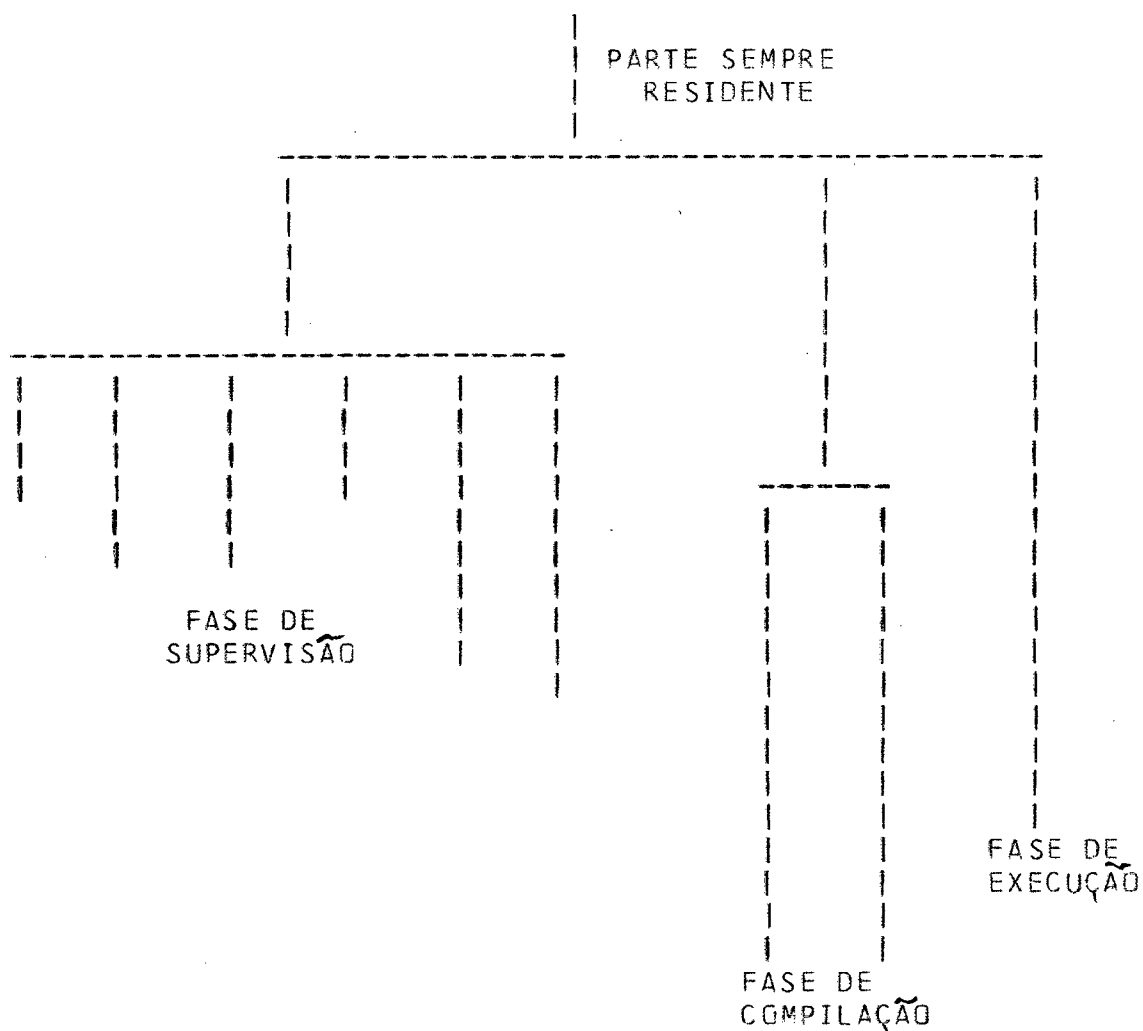 PARTE SEMPRE
RESIDENTE
FASE DE
SUPERVISÃO
FASE DE
EXECUÇÃO
FASE DE
COMPILAÇÃO